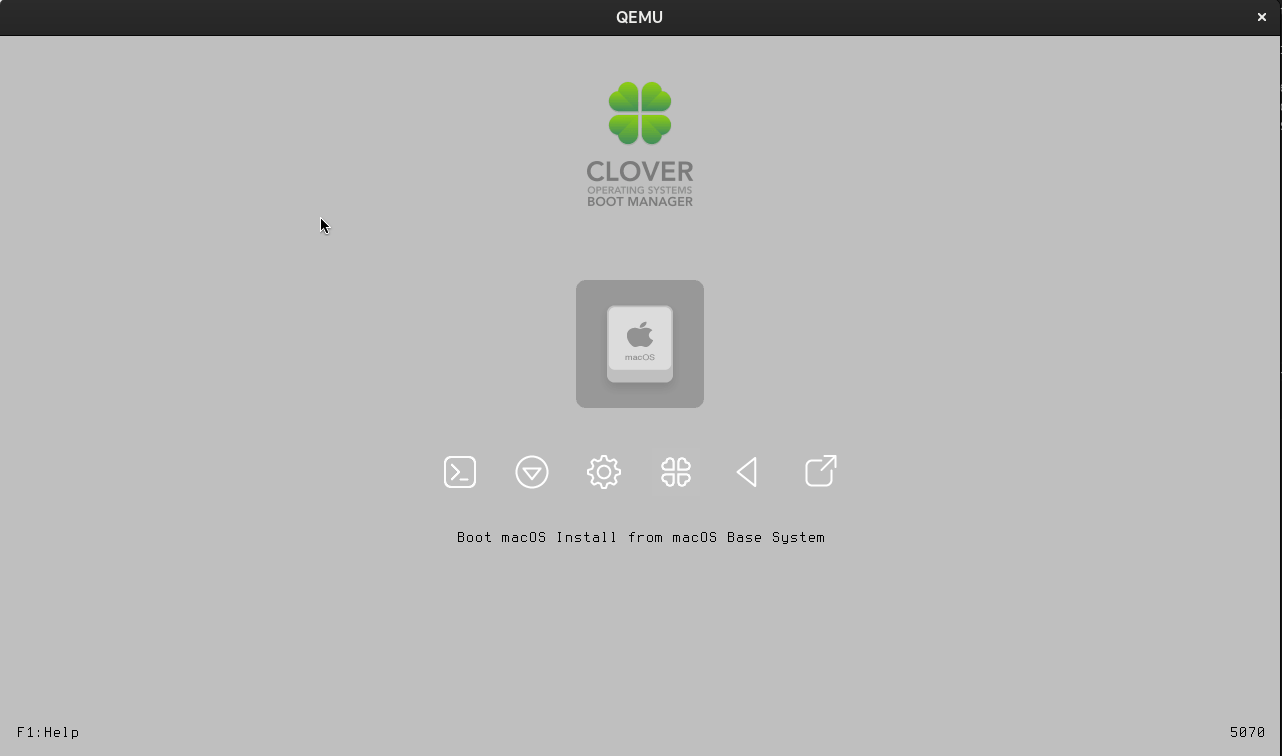 QEMU
CLOVER
OPERATING SYSTEMS
BOOT MANAGER
macOS
Boot macOS Install from macOS Base System
F1:Help
5070